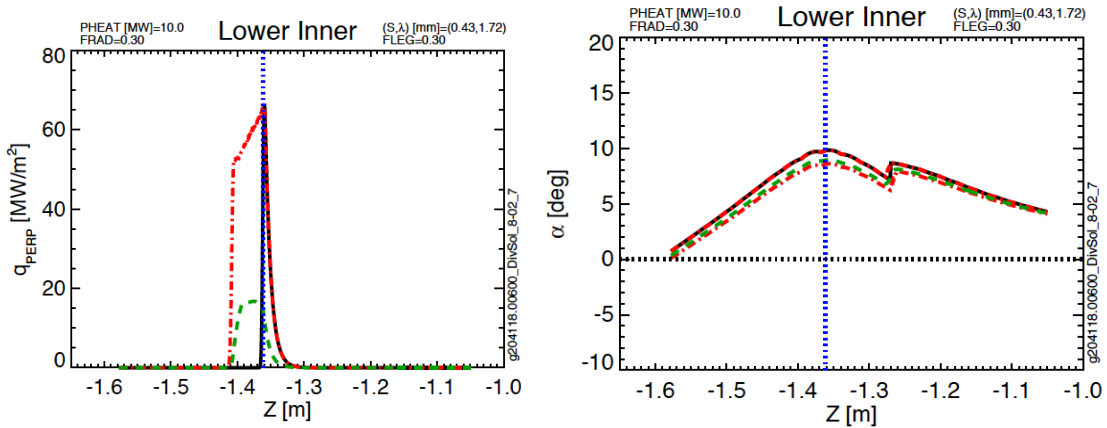 PHEAT [MW]=10.0
FRAD=0.30
Lower Inner
(S,λ) [mm]=(0.43,1.72)
FLEG=0.30
80
60
40
20
0
qPERP [MW/m²]
-1.6 -1.5 -1.4 -1.3 -1.2 -1.1 -1.0
Z [m]
g204118.00600_DivSol_8-02_7
PHEAT [MW]=10.0
FRAD=0.30
Lower Inner
(S,λ) [mm]=(0.43,1.72)
FLEG=0.30
20
15
10
5
0
-5
-10
α [deg]
-1.6 -1.5 -1.4 -1.3 -1.2 -1.1 -1.0
Z [m]
g204118.00600_DivSol_8-02_7